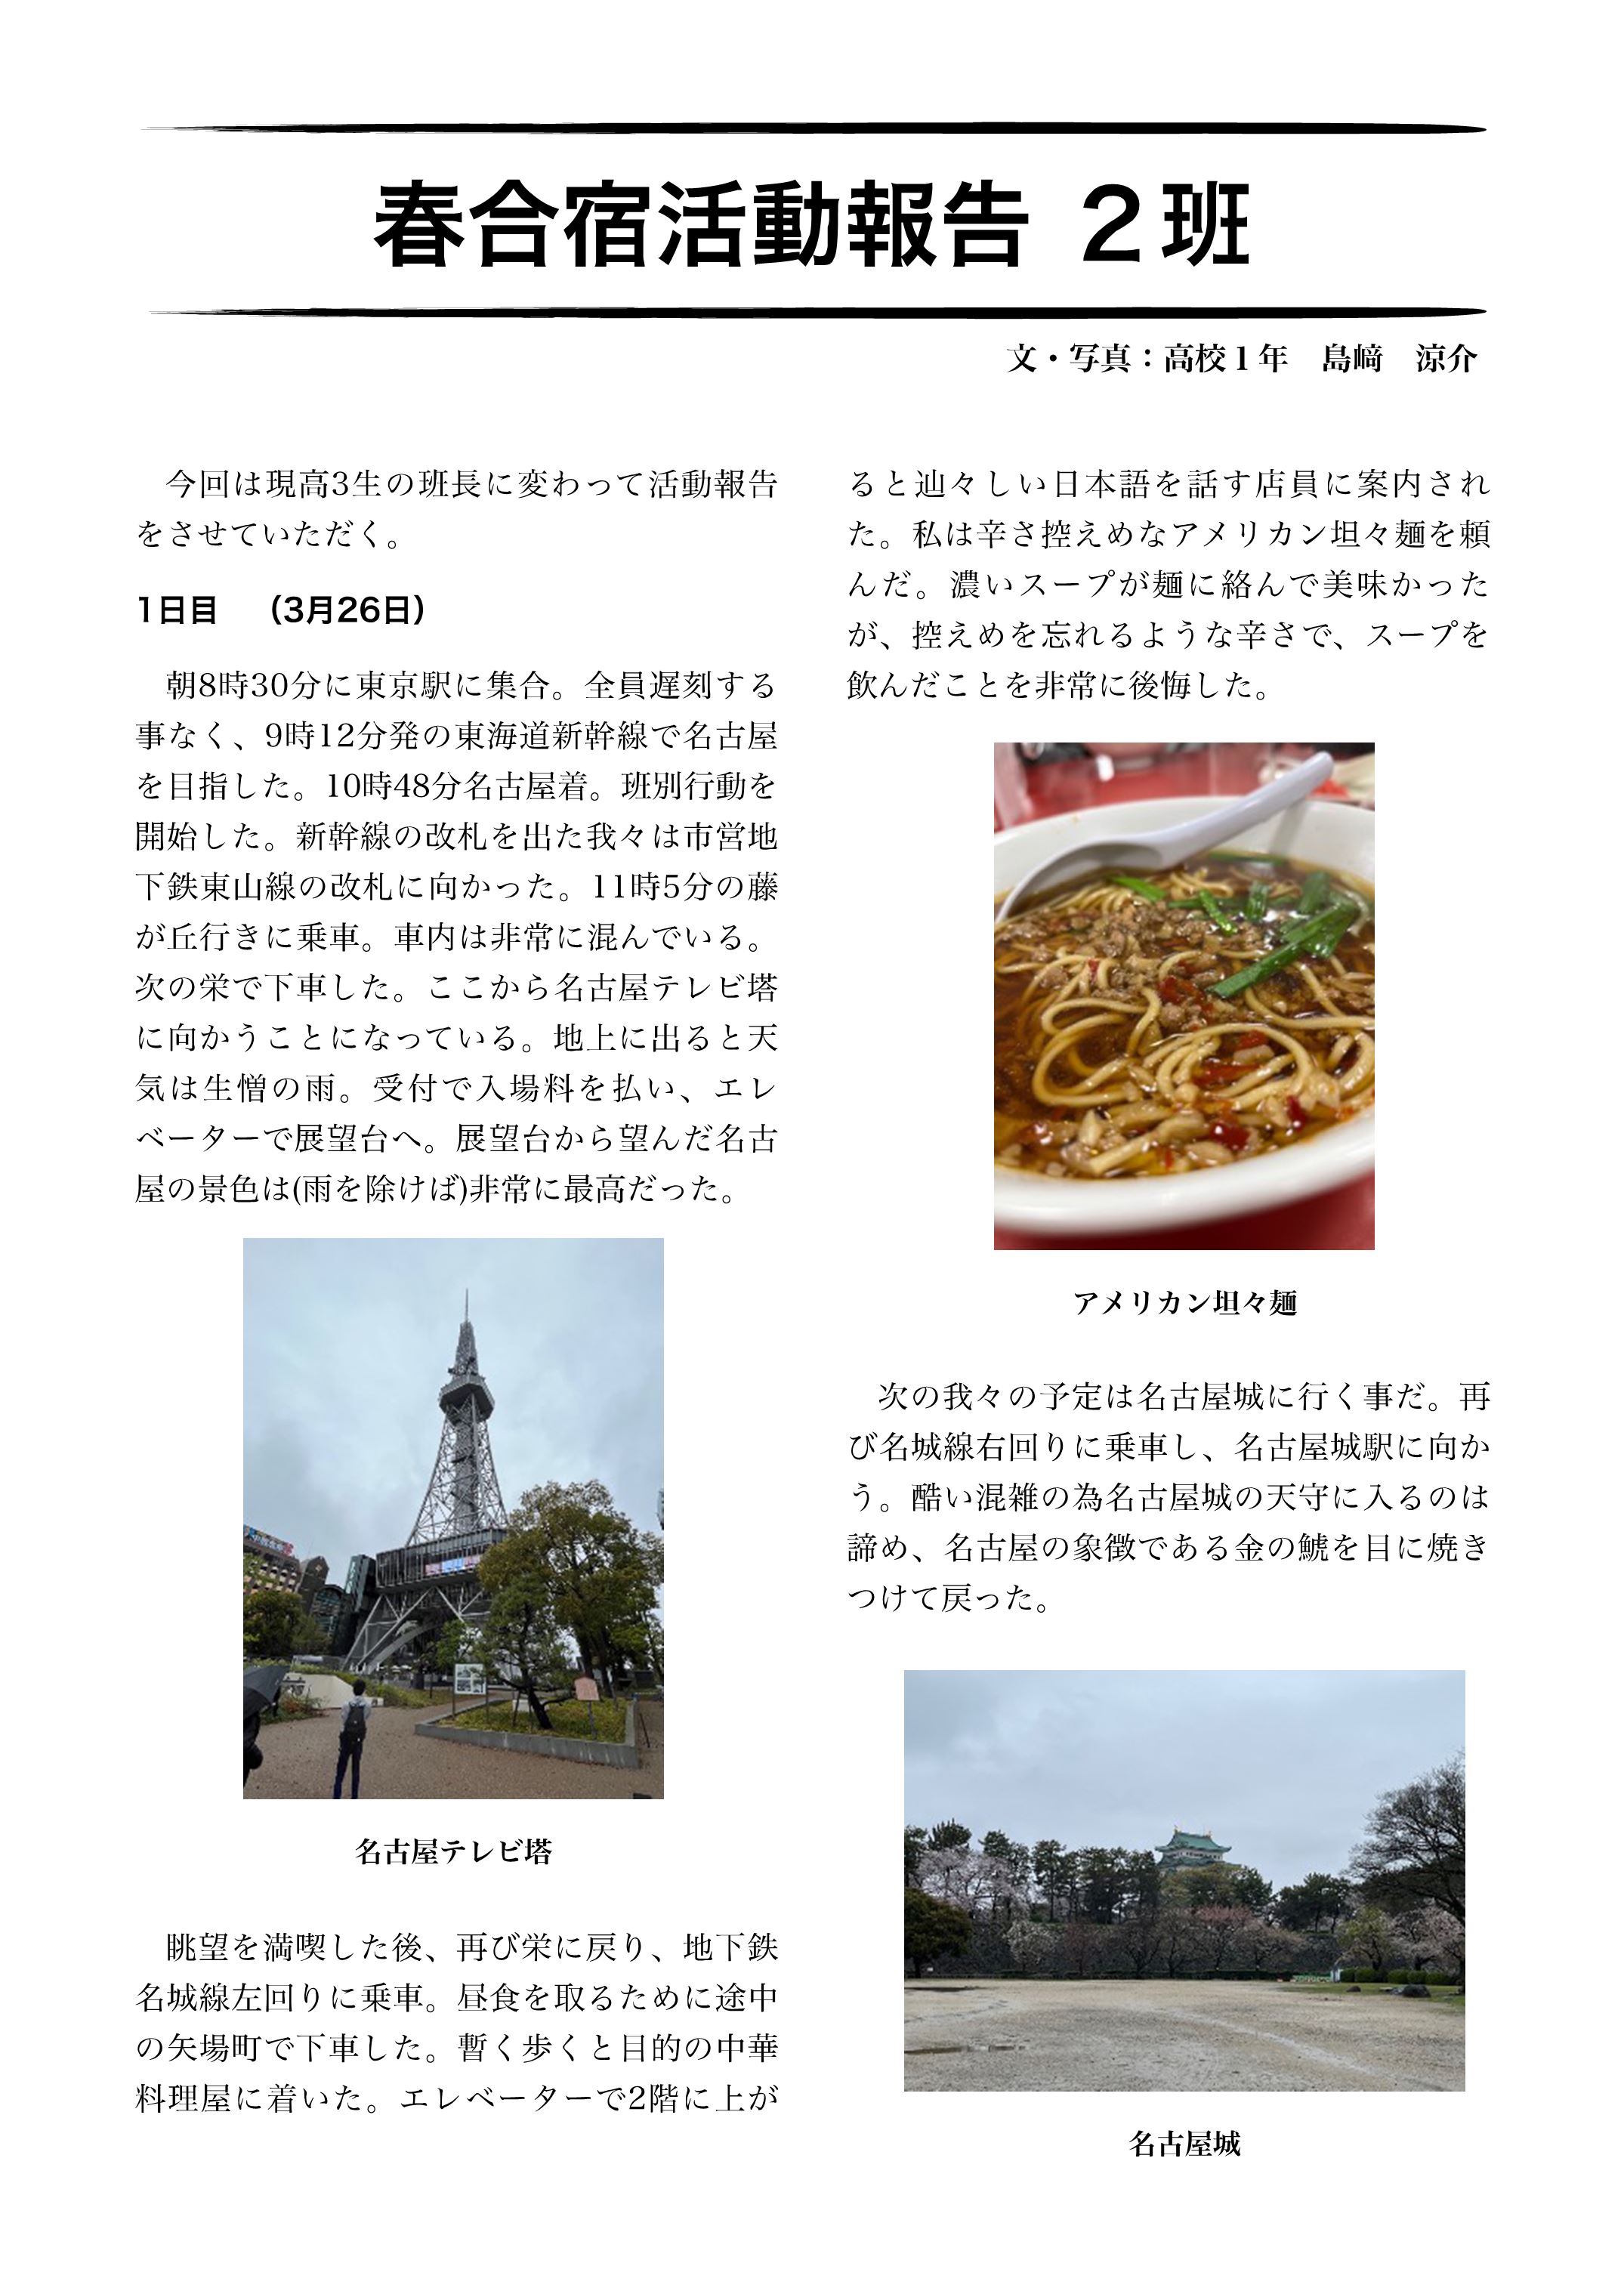 春合宿活動報告 ２班
文・写真：高校１年　島﨑　涼介
今回は現高3生の班長に変わって活動報告
をさせていただく。
1日目　（3月26日）
朝8時30分に東京駅に集合。全員遅刻する
事なく、9時12分発の東海道新幹線で名古屋
を目指した。10時48分名古屋着。班別行動を
開始した。新幹線の改札を出た我々は市営地
下鉄東山線の改札に向かった。11時5分の藤
が丘行きに乗車。車内は非常に混んでいる。
次の栄で下車した。ここから名古屋テレビ塔
に向かうことになっている。地上に出ると天
気は生憎の雨。受付で入場料を払い、エレ
ベーターで展望台へ。展望台から望んだ名古
屋の景色は(雨を除けば)非常に最高だった。
名古屋テレビ塔
眺望を満喫した後、再び栄に戻り、地下鉄
名城線左回りに乗車。昼食を取るために途中
の矢場町で下車した。暫く歩くと目的の中華
料理屋に着いた。エレベーターで2階に上が
ると辿々しい日本語を話す店員に案内され
た。私は辛さ控えめなアメリカン坦々麺を頼
んだ。濃いスープが麺に絡んで美味かった
が、控えめを忘れるような辛さで、スープを
飲んだことを非常に後悔した。
アメリカン坦々麺
次の我々の予定は名古屋城に行く事だ。再
び名城線右回りに乗車し、名古屋城駅に向か
う。酷い混雑の為名古屋城の天守に入るのは
諦め、名古屋の象徴である金の鯱を目に焼き
つけて戻った。
名古屋城